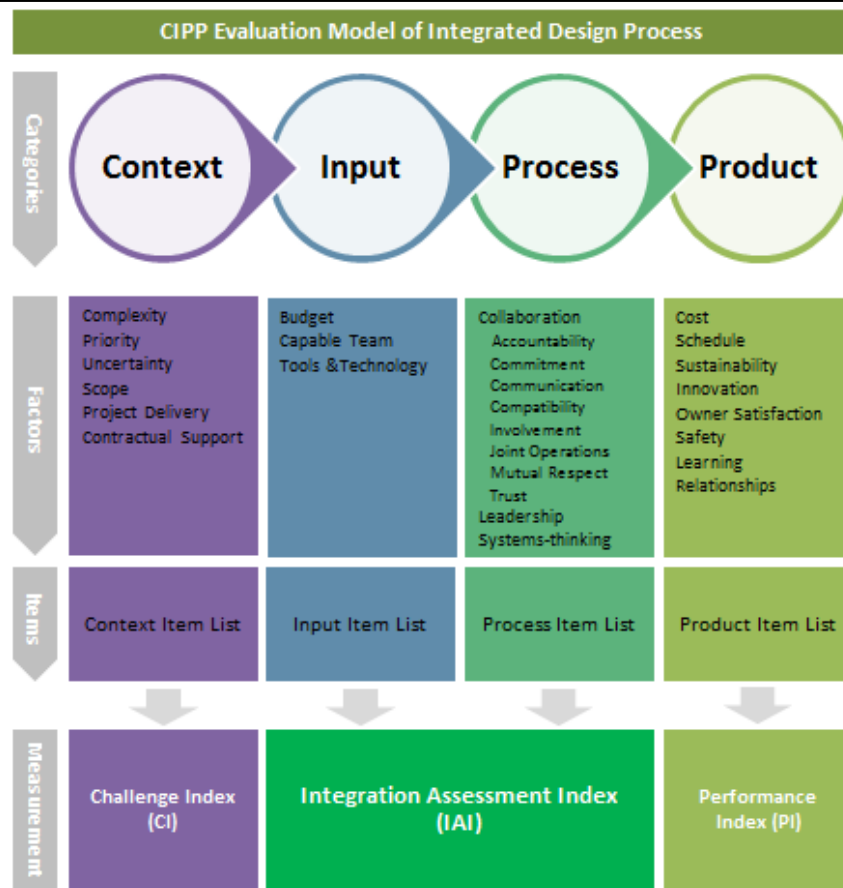 CIPP Evaluation Model of Integrated Design Process
Categories
Context
Input
Process
Product
Factors
Complexity
Priority
Uncertainty
Scope
Project Delivery
Contractual Support
Budget
Capable Team
Tools &Technology
Collaboration
Accountability
Commitment
Communication
Compatibility
Involvement
Joint Operations
Mutual Respect
Trust
Leadership
Systems-thinking
Cost
Schedule
Sustainability
Innovation
Owner Satisfaction
Safety
Learning
Relationships
Items
Context Item List
Input Item List
Process Item List
Product Item List
Measurement
Challenge Index
(CI)
Integration Assessment Index
(IAI)
Performance
Index (PI)